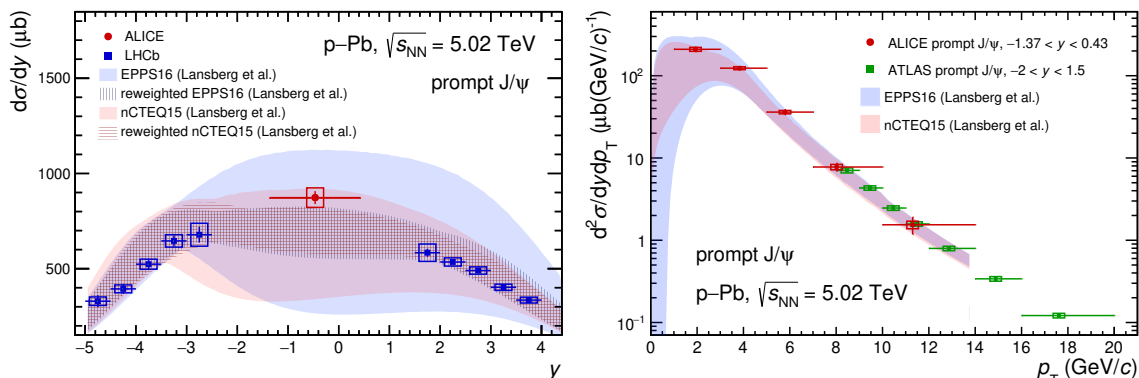 dσ/dy (μb)
1500
1000
500
ALICE
LHCb
EPPS16 (Lansberg et al.)
reweighted EPPS16 (Lansberg et al.)
nCTEQ15 (Lansberg et al.)
reweighted nCTEQ15 (Lansberg et al.)
p−Pb, √s_NN = 5.02 TeV
prompt J/ψ
−5 −4 −3 −2 −1 0 1 2 3 4
y
d²σ/dydp_T (μb(GeV/c)⁻¹)
10²
10
1
10⁻¹
ALICE prompt J/ψ, −1.37 < y < 0.43
ATLAS prompt J/ψ, −2 < y < 1.5
EPPS16 (Lansberg et al.)
nCTEQ15 (Lansberg et al.)
prompt J/ψ
p−Pb, √s_NN = 5.02 TeV
0 2 4 6 8 10 12 14 16 18 20
p_T (GeV/c)